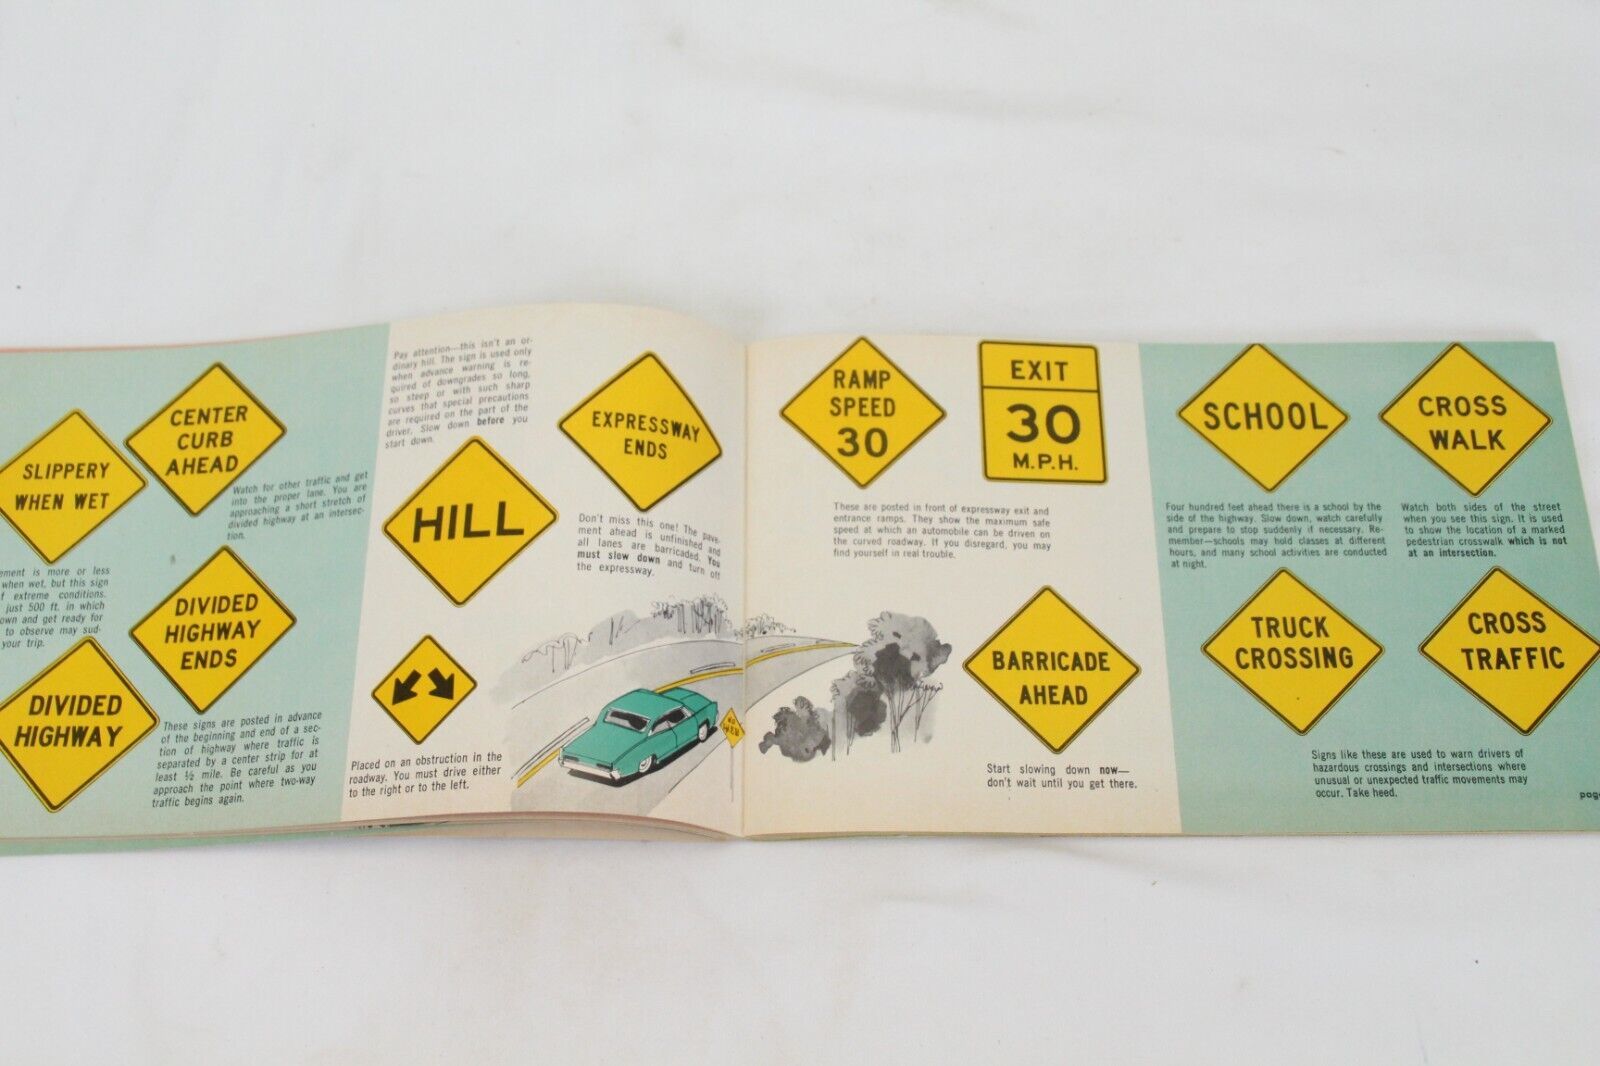 CENTER
CURB
AHEAD
SLIPPERY
WHEN WET
Watch for other traffic and get
into the proper lane. You are
approaching a short stretch of
divided highway at an intersec-
tion.
is more or less
when wet, but this sign
extreme conditions.
just 500 ft. in which
and get ready for
to observe may sud-
your trip.
DIVIDED
HIGHWAY
ENDS
DIVIDED
HIGHWAY
These signs are posted in advance
of the beginning and end of a sec-
tion of highway where traffic is
separated by a center strip for at
least ½ mile. Be careful as you
approach the point where two-way
traffic begins again.
Pay attention—this isn't an or-
dinary hill. The sign is used only
when advance warning is re-
quired of downgrades so long,
so steep or with such sharp
curves that special precautions
are required on the part of the
driver. Slow down before you
start down.
HILL
EXPRESSWAY
ENDS
Don't miss this one! The pave-
ment ahead is unfinished and
all lanes are barricaded. You
must slow down and turn off
the expressway.
Placed on an obstruction in the
roadway. You must drive either
to the right or to the left.
RAMP
SPEED
30
EXIT
30
M.P.H.
These are posted in front of expressway exit and
entrance ramps. They show the maximum safe
speed at which an automobile can be driven on
the curved roadway. If you disregard, you may
find yourself in real trouble.
BARRICADE
AHEAD
Start slowing down now—
don't wait until you get there.
SCHOOL
Four hundred feet ahead there is a school by the
side of the highway. Slow down, watch carefully
and prepare to stop suddenly if necessary. Re-
member—schools may hold classes at different
hours, and many school activities are conducted
at night.
CROSS
WALK
Watch both sides of the street
when you see this sign. It is used
to show the location of a marked
pedestrian crosswalk which is not
at an intersection.
TRUCK
CROSSING
CROSS
TRAFFIC
Signs like these are used to warn drivers of
hazardous crossings and intersections where
unusual or unexpected traffic movements may
occur. Take heed.